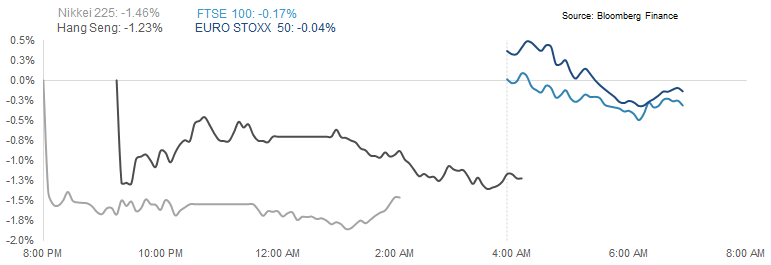 Nikkei 225: -1.46%
FTSE 100: -0.17%
Source: Bloomberg Finance
Hang Seng: -1.23%
EURO STOXX 50: -0.04%
0.5%
0.3%
0.0%
-0.3%
-0.5%
-0.8%
-1.0%
-1.3%
-1.5%
-1.8%
-2.0%
8:00 PM
10:00 PM
12:00 AM
2:00 AM
4:00 AM
6:00 AM
8:00 AM